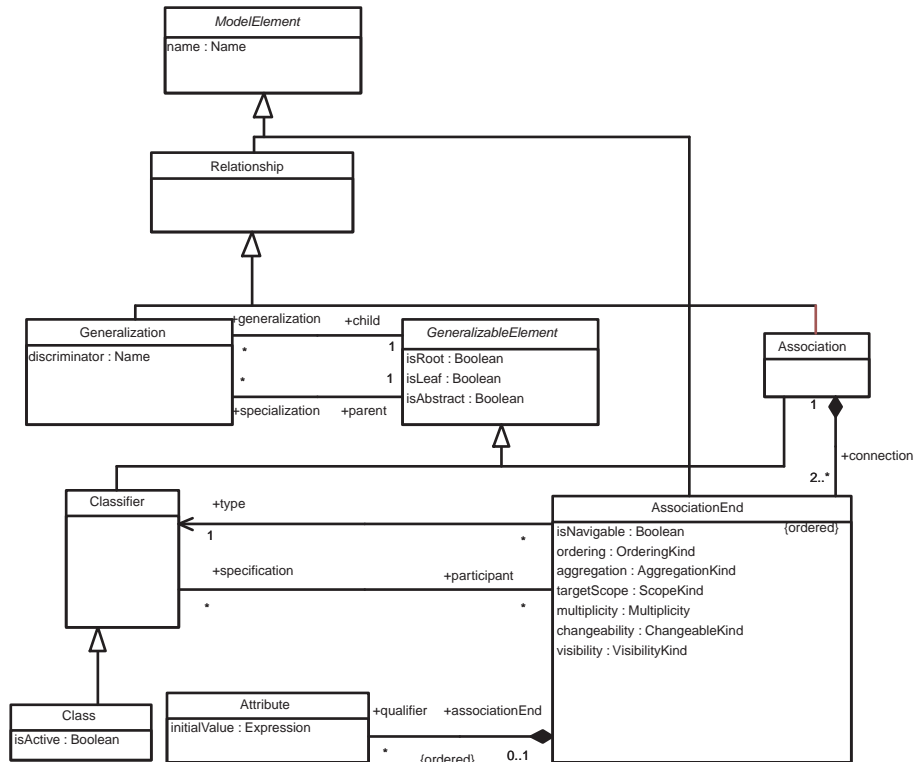 ModelElement
name : Name
Relationship
+generalization
+child
Generalization
discriminator : Name
*
1
*
1
+specialization
+parent
GeneralizableElement
isRoot : Boolean
isLeaf : Boolean
isAbstract : Boolean
Association
1
+connection
2..*
Classifier
+type
1
*
+specification
+participant
*
*
AssociationEnd
{ordered}
isNavigable : Boolean
ordering : OrderingKind
aggregation : AggregationKind
targetScope : ScopeKind
multiplicity : Multiplicity
changeability : ChangeableKind
visibility : VisibilityKind
Class
isActive : Boolean
Attribute
initialValue : Expression
+qualifier
+associationEnd
*
{ordered}
0..1